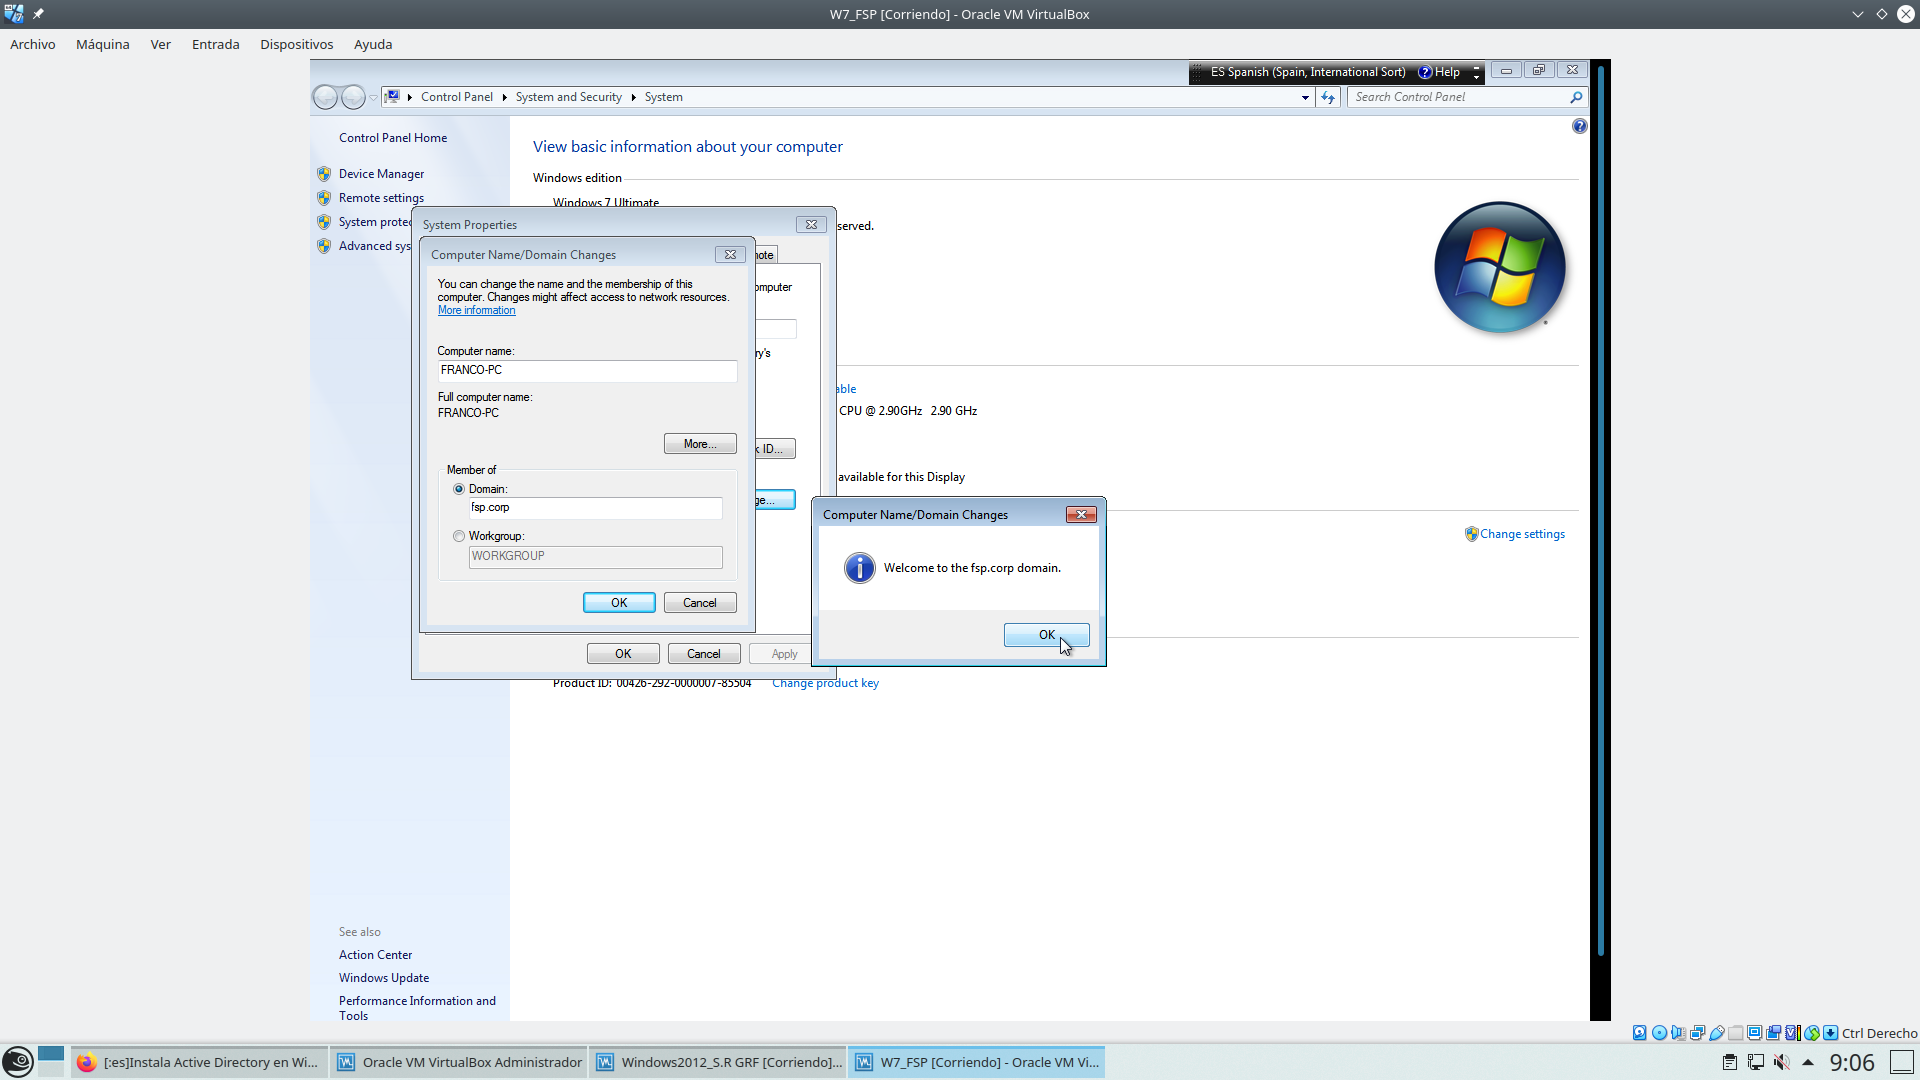 W7_FSP [Corriendo] - Oracle VM VirtualBox
Archivo Máquina Ver Entrada Dispositivos Ayuda
ES Spanish (Spain, International Sort) Help
Control Panel System and Security System
Search Control Panel
Control Panel Home
Device Manager
Remote settings
System protec
Advanced sys
View basic information about your computer
Windows edition
Windows 7 Ultimate
served.
System Properties
note
omputer
ry's
k ID...
ge...
OK Cancel Apply
Computer Name/Domain Changes
You can change the name and the membership of this
computer. Changes might affect access to network resources.
More information
Computer name:
FRANCO-PC
Full computer name:
FRANCO-PC
More...
Member of
Domain:
fsp.corp
Workgroup:
WORKGROUP
OK Cancel
able
CPU @ 2.90GHz 2.90 GHz
available for this Display
Change settings
Computer Name/Domain Changes
Welcome to the fsp.corp domain.
OK
Product ID: 00426-292-0000007-85504 Change product key
See also
Action Center
Windows Update
Performance Information and
Tools
Ctrl Derecho
[:es]Instala Active Directory en Wi...
Oracle VM VirtualBox Administrador
Windows2012_S.R GRF [Corriendo]...
W7_FSP [Corriendo] - Oracle VM Vi...
9:06